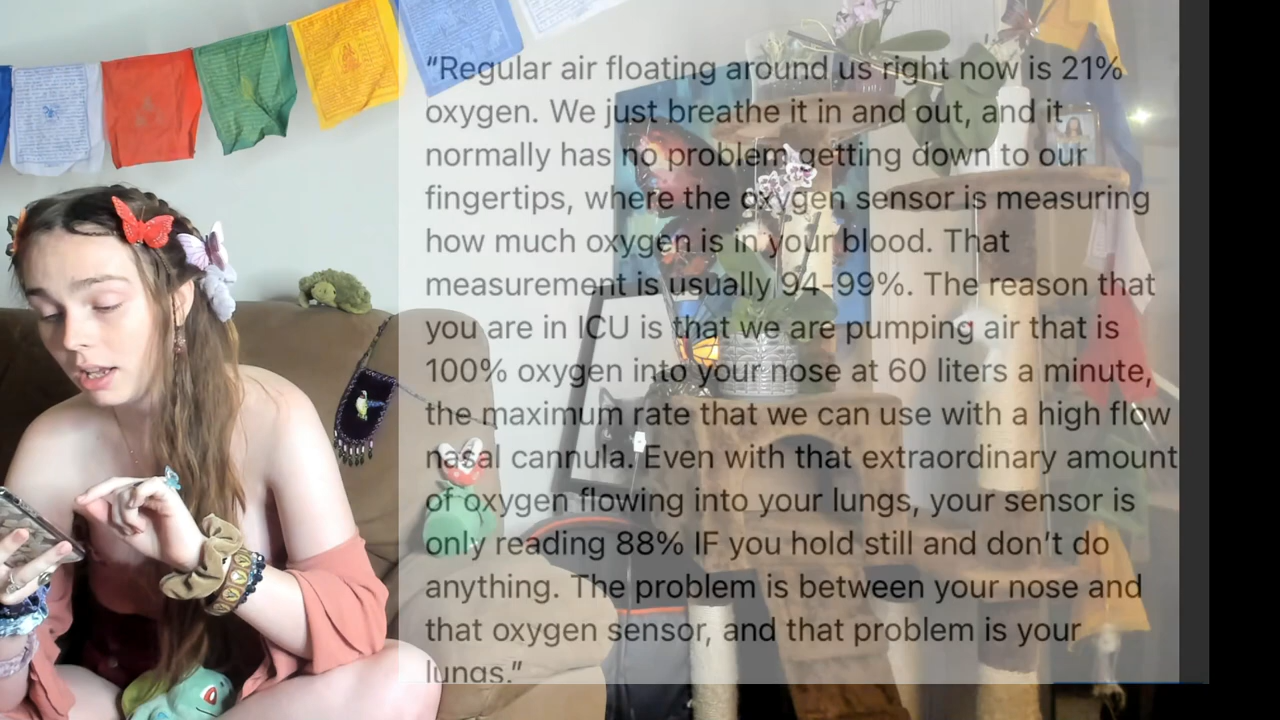 “Regular air floating around us right now is 21%
oxygen. We just breathe it in and out, and it
normally has no problem getting down to our
fingertips, where the oxygen sensor is measuring
how much oxygen is in your blood. That
measurement is usually 94-99%. The reason that
you are in ICU is that we are pumping air that is
100% oxygen into your nose at 60 liters a minute,
the maximum rate that we can use with a high flow
nasal cannula. Even with that extraordinary amount
of oxygen flowing into your lungs, your sensor is
only reading 88% IF you hold still and don’t do
anything. The problem is between your nose and
that oxygen sensor, and that problem is your
lungs.”